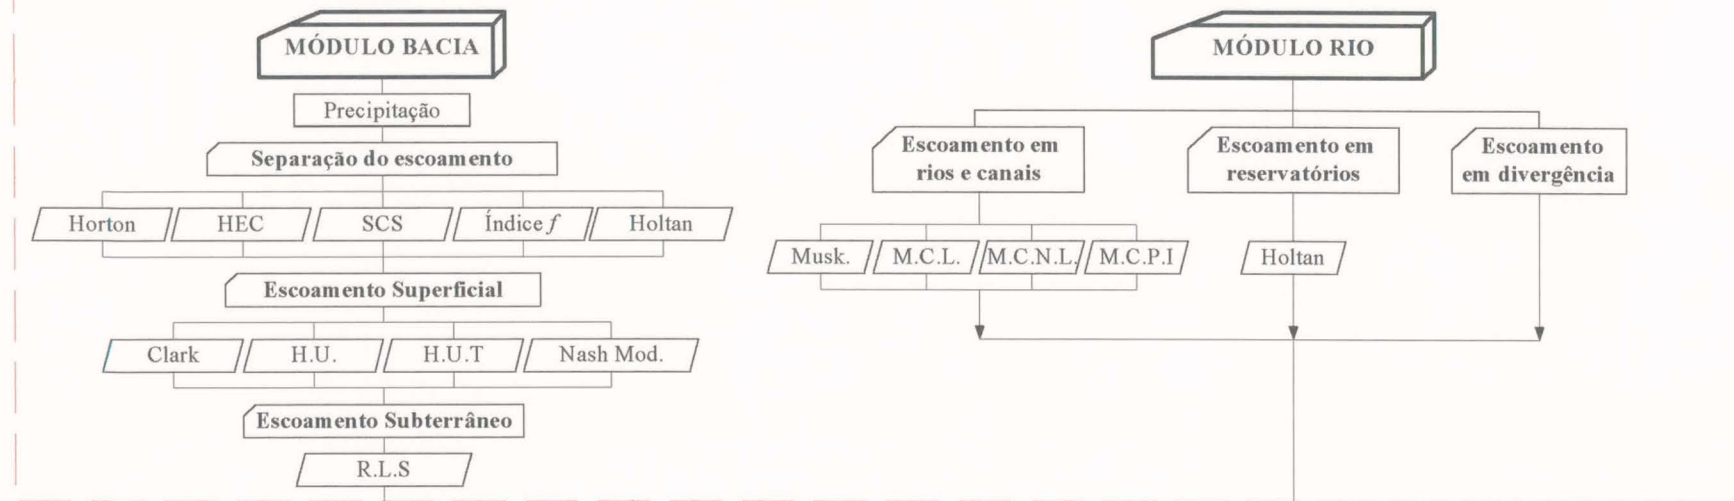 MÓDULO BACIA
Precipitação
Separação do escoamento
Horton
HEC
SCS
Índice f
Holtan
Escoamento Superficial
Clark
H.U.
H.U.T
Nash Mod.
Escoamento Subterrâneo
R.L.S
MÓDULO RIO
Escoamento em
rios e canais
Escoamento em
reservatórios
Escoamento
em divergência
Musk.
M.C.L.
M.C.N.L.
M.C.P.I
Holtan